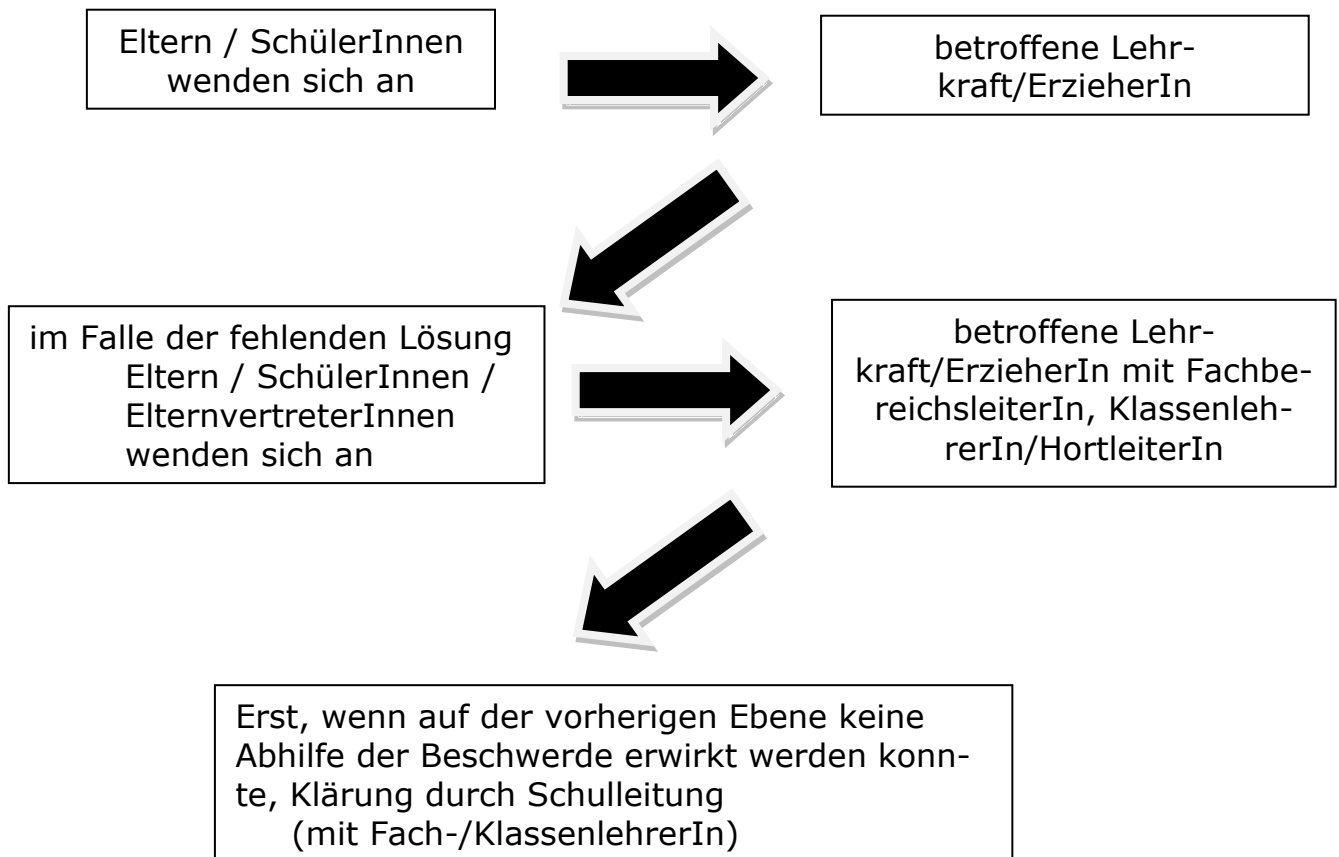 Eltern / SchülerInnen
wenden sich an
betroffene Lehr-
kraft/ErzieherIn
im Falle der fehlenden Lösung
Eltern / SchülerInnen /
ElternvertreterInnen
wenden sich an
betroffene Lehr-
kraft/ErzieherIn mit Fachbe-
reichsleiterIn, Klassenleh-
rerIn/HortleiterIn
Erst, wenn auf der vorherigen Ebene keine
Abhilfe der Beschwerde erwirkt werden konn-
te, Klärung durch Schulleitung
(mit Fach-/KlassenlehrerIn)